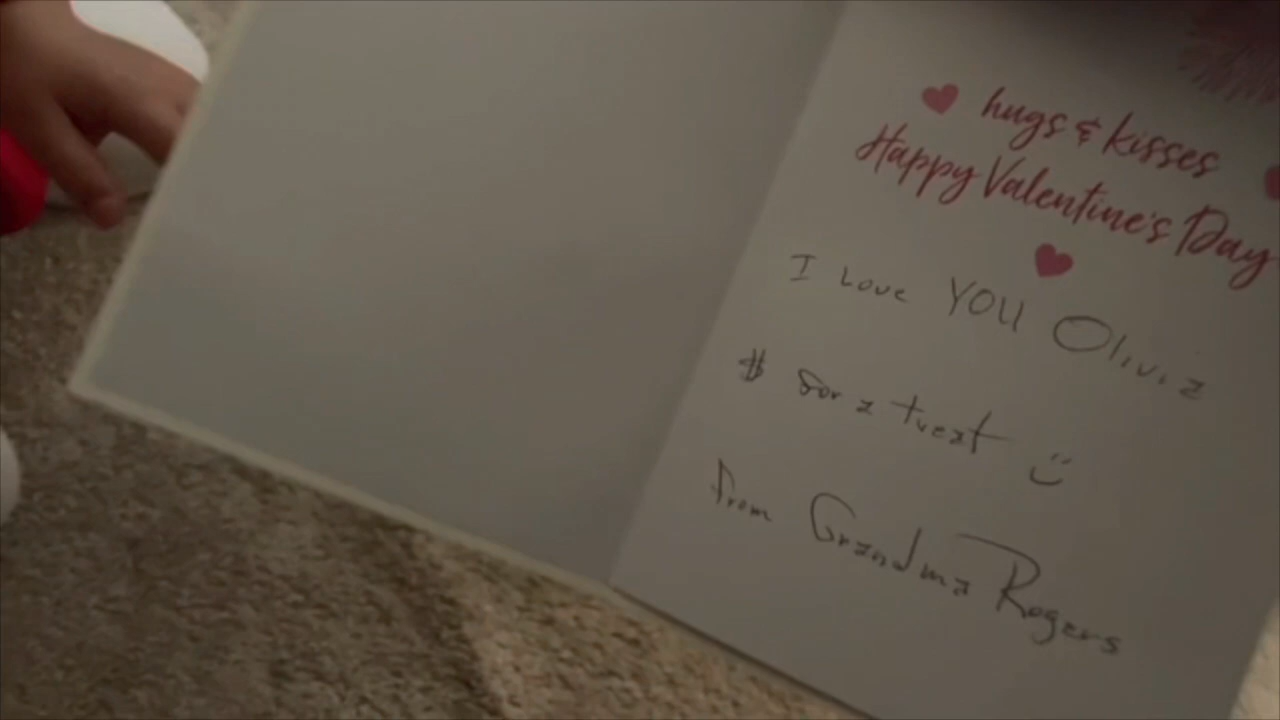 hugs & kisses
Happy Valentine's Day
I Love YOU Olivia
$ for a treat :)
From Grandma Rogers